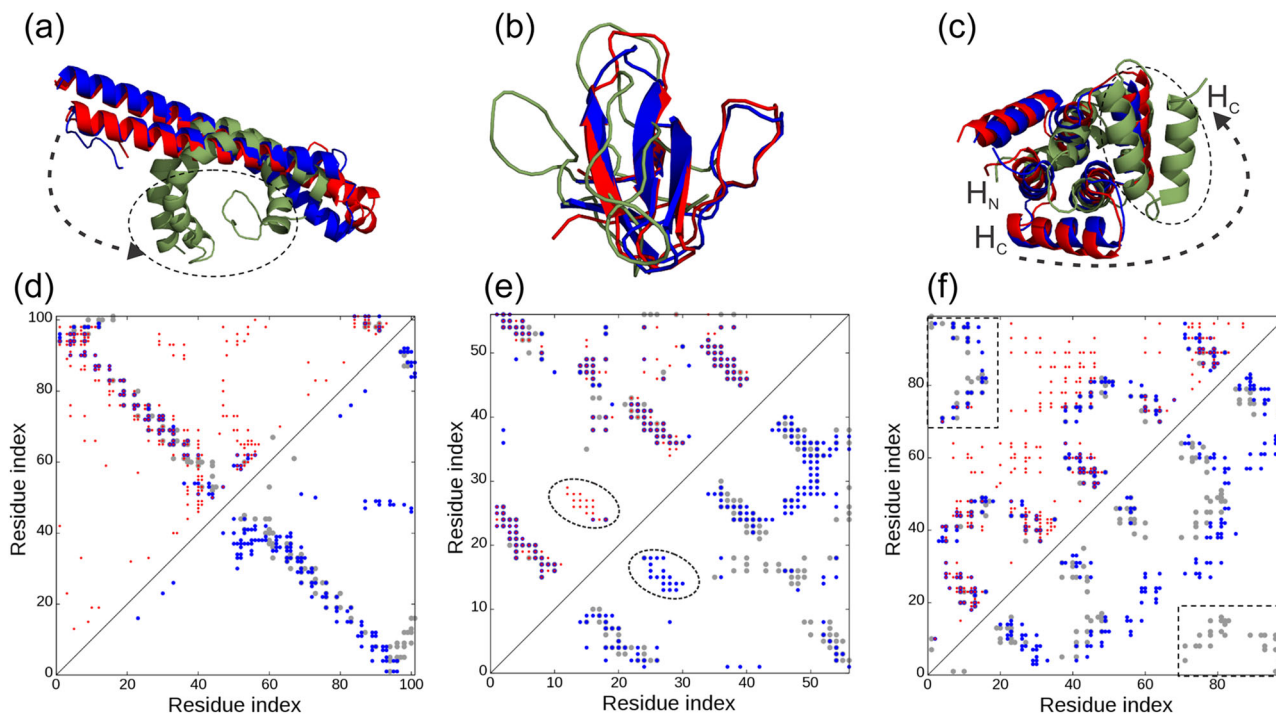 (a)
(b)
(c)
H_C
H_N
H_C
(d)
(e)
(f)
Residue index
100
80
60
40
20
0
0 20 40 60 80 100
Residue index
Residue index
50
40
30
20
10
0
0 10 20 30 40 50
Residue index
Residue index
80
60
40
20
0
0 20 40 60 80
Residue index